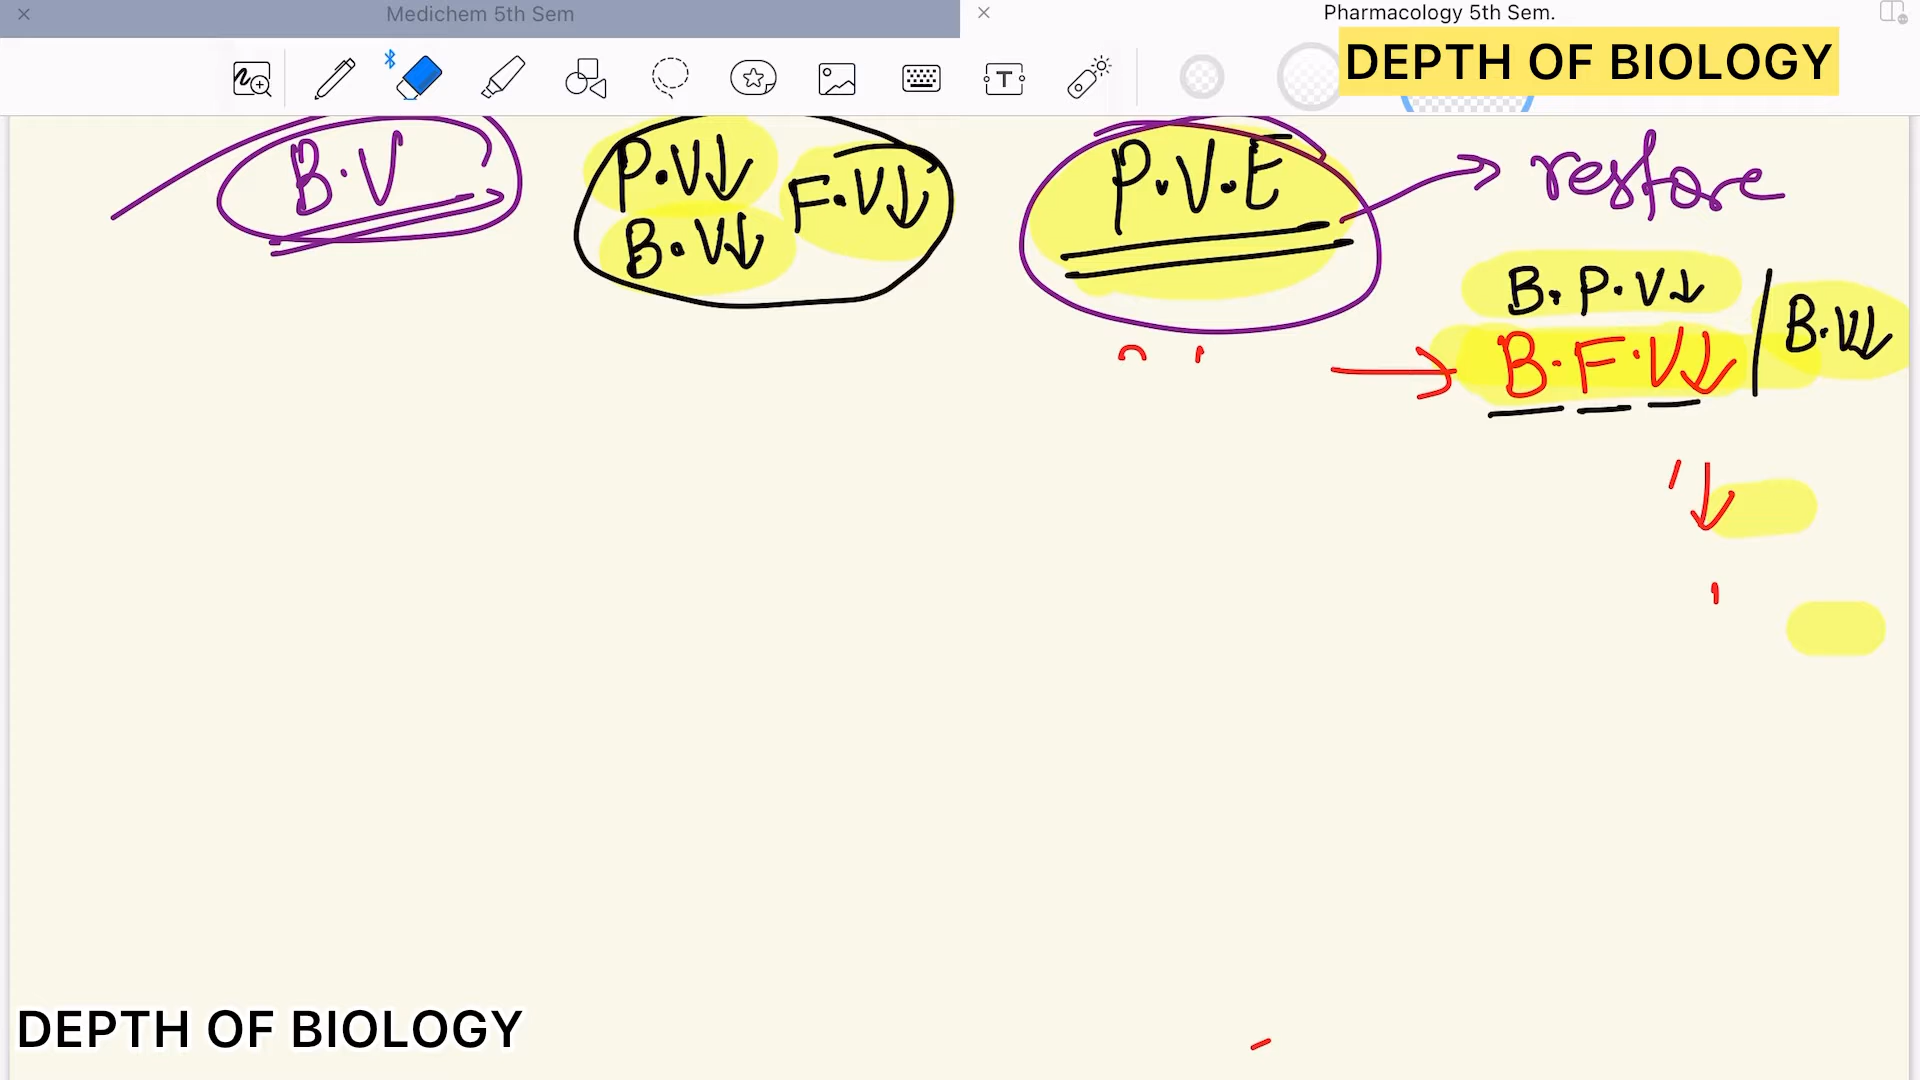 Medichem 5th Sem
Pharmacology 5th Sem.
DEPTH OF BIOLOGY
B.V
P.V↓
F.V↓
B.V↓
P.V.E
restore
B.P.V↓
B.V↓
B.F.V↓
DEPTH OF BIOLOGY